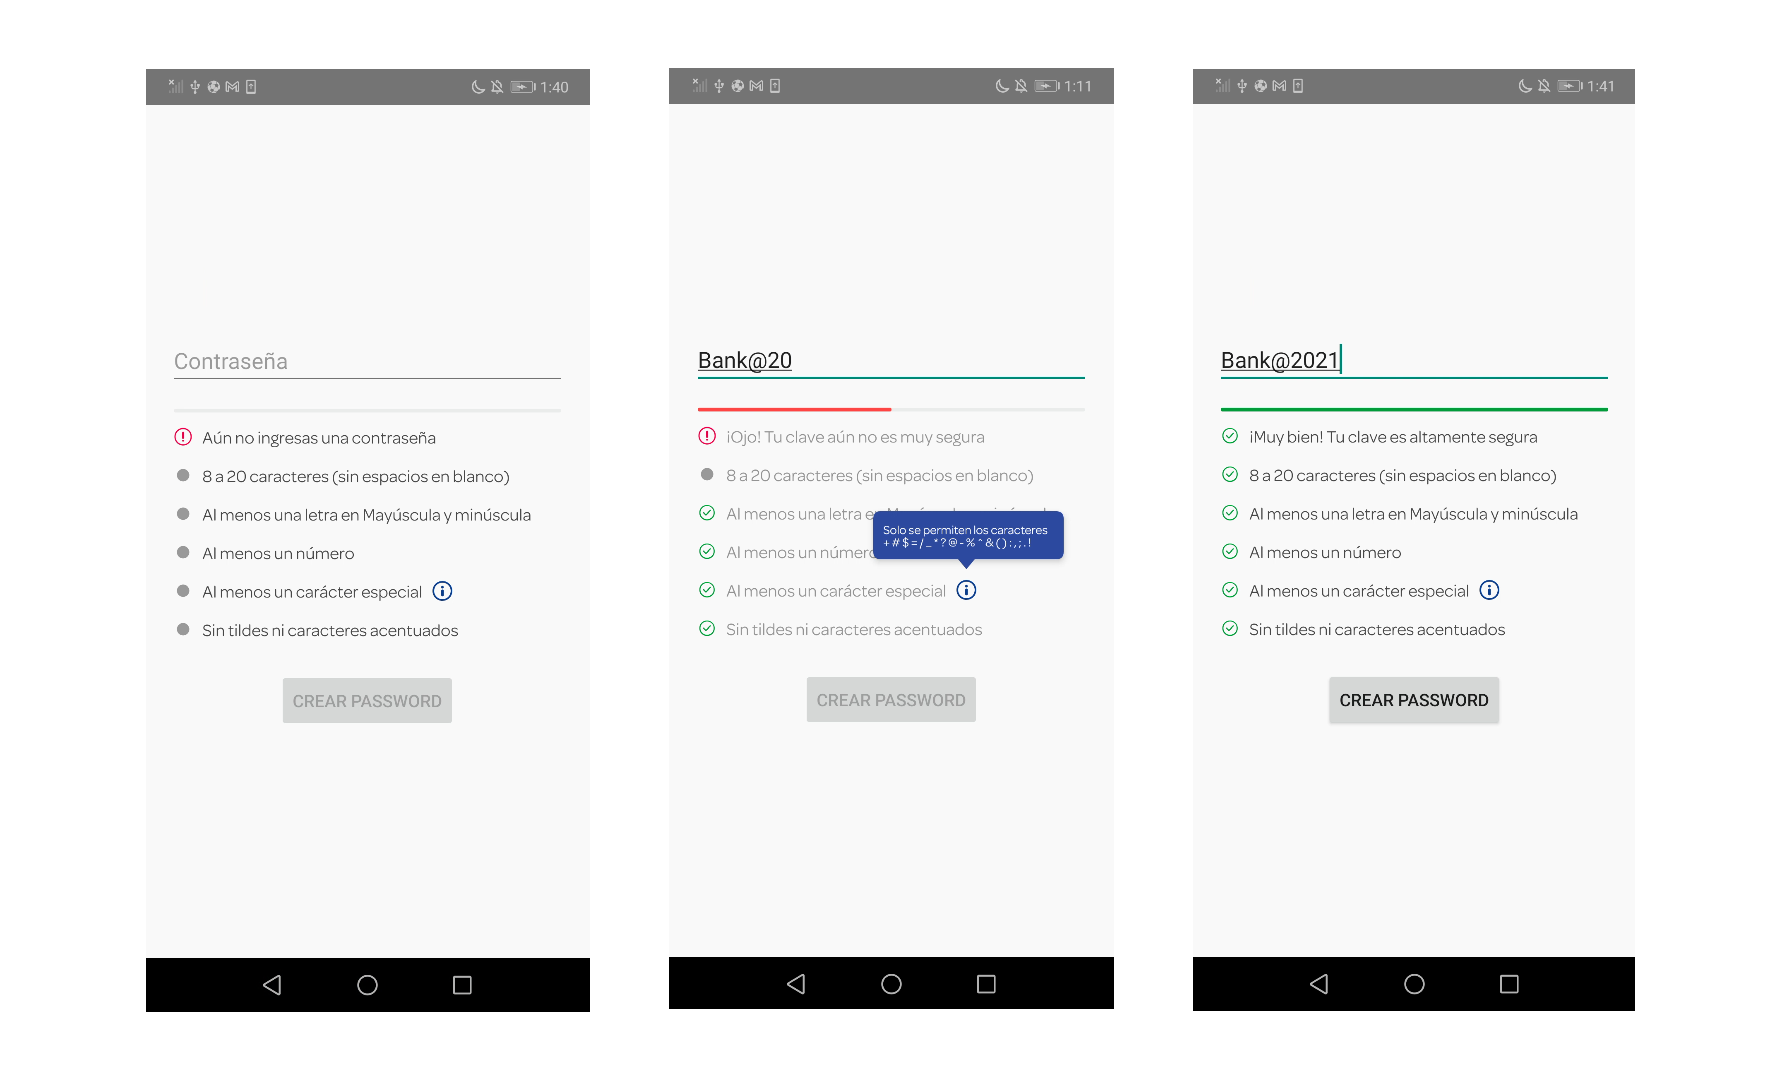 1:40
Contraseña
Aún no ingresas una contraseña
8 a 20 caracteres (sin espacios en blanco)
Al menos una letra en Mayúscula y minúscula
Al menos un número
Al menos un carácter especial
Sin tildes ni caracteres acentuados
CREAR PASSWORD
1:11
Bank@20
¡Ojo! Tu clave aún no es muy segura
8 a 20 caracteres (sin espacios en blanco)
Al menos una letra e
Solo se permiten los caracteres
+ # $ = / _ * ? @ - % ^ & ( ) : , ; . !
Al menos un número
Al menos un carácter especial
Sin tildes ni caracteres acentuados
CREAR PASSWORD
1:41
Bank@2021
¡Muy bien! Tu clave es altamente segura
8 a 20 caracteres (sin espacios en blanco)
Al menos una letra en Mayúscula y minúscula
Al menos un número
Al menos un carácter especial
Sin tildes ni caracteres acentuados
CREAR PASSWORD